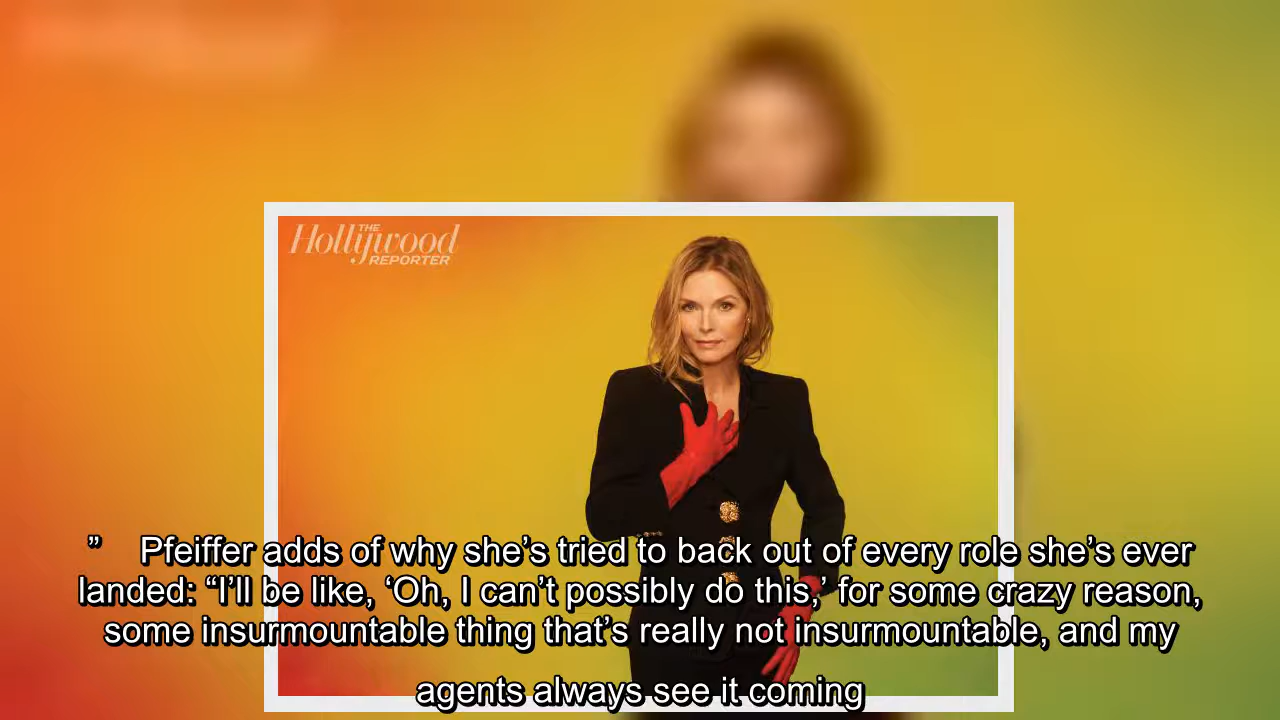 THE
Hollywood
REPORTER
” Pfeiffer adds of why she’s tried to back out of every role she’s ever
landed: “I’ll be like, ‘Oh, I can’t possibly do this,’ for some crazy reason,
some insurmountable thing that’s really not insurmountable, and my
agents always see it coming